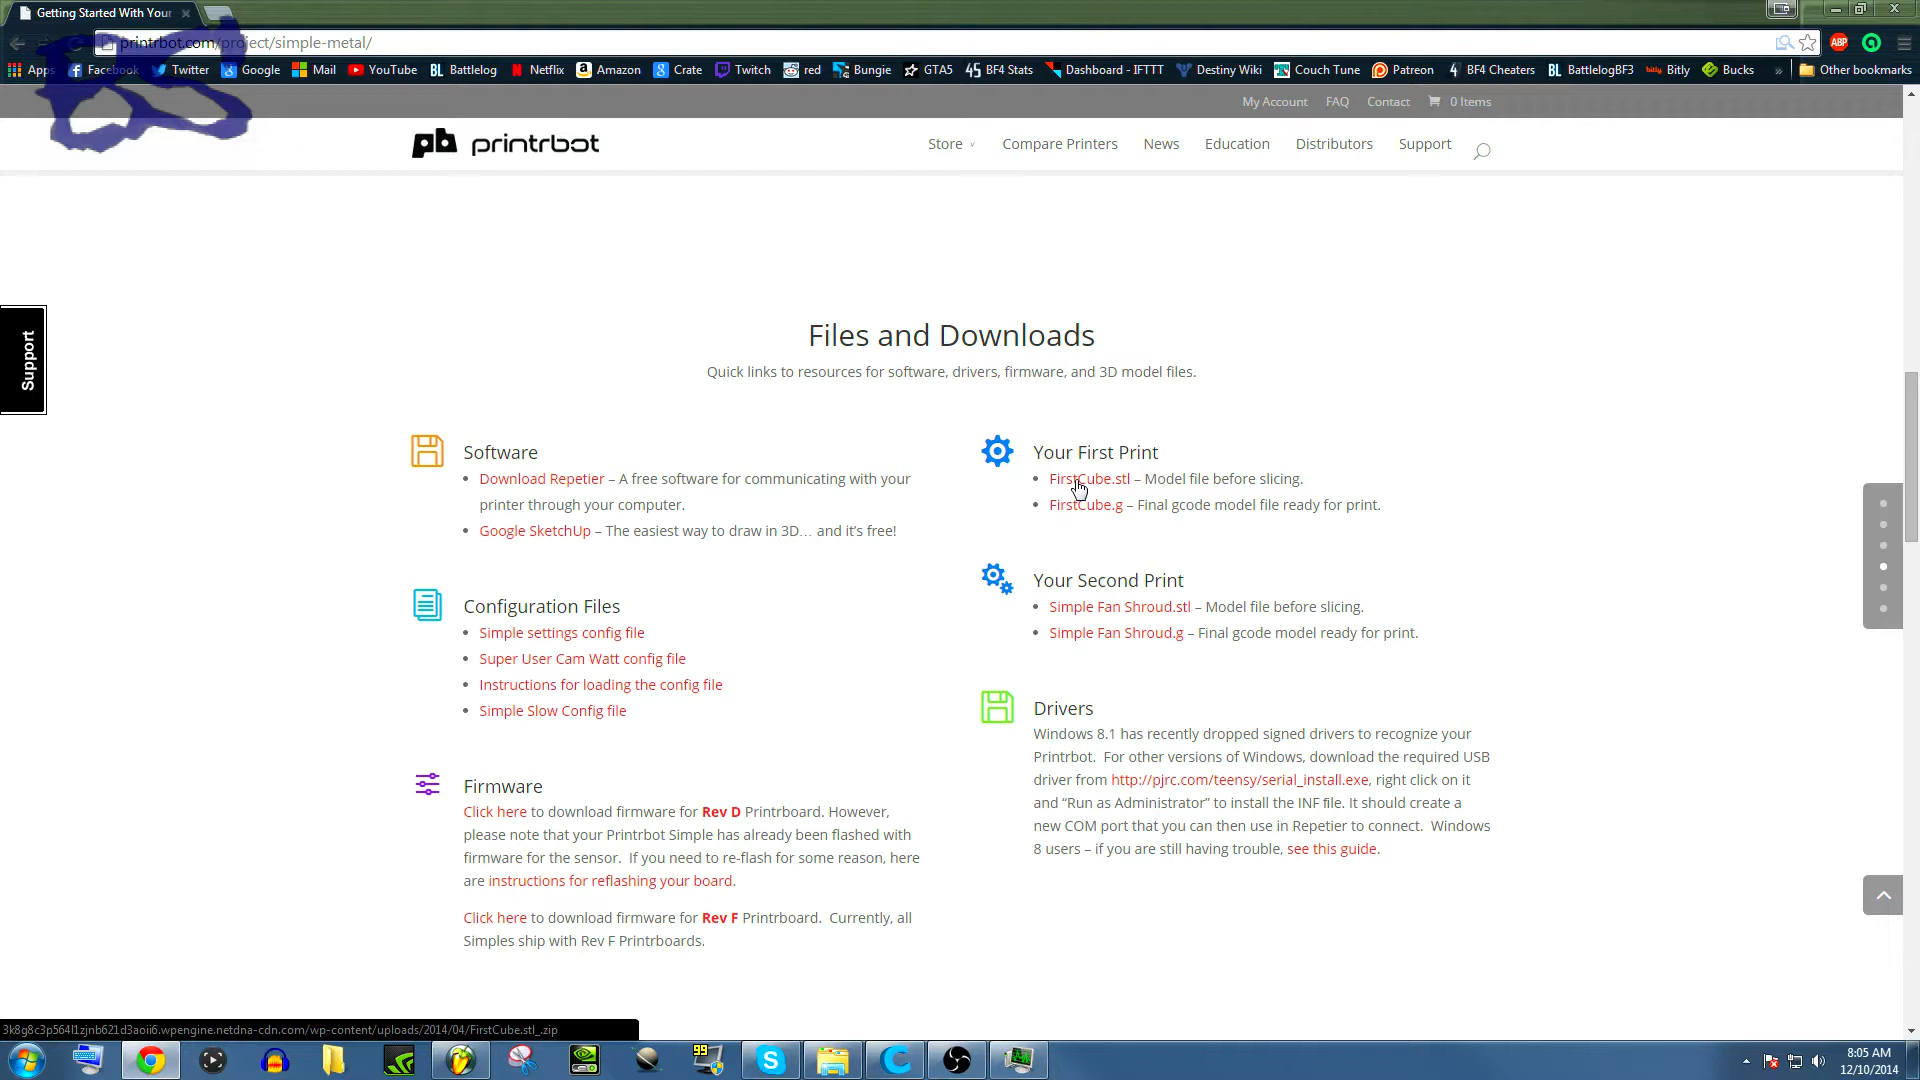 Getting Started With Your
printrbot.com/project/simple-metal/
ABP
Apps Facebook Twitter Google Mail YouTube BL Battlelog Netflix Amazon Crate Twitch red Bungie GTA5 45 BF4 Stats Dashboard - IFTTT Destiny Wiki Couch Tune Patreon 4 BF4 Cheaters BL BattlelogBF3 bitly Bitly Bucks » Other bookmarks
My Account FAQ Contact 0 Items
pb printrbot Store Compare Printers News Education Distributors Support
Support
Files and Downloads
Quick links to resources for software, drivers, firmware, and 3D model files.
Software
• Download Repetier – A free software for communicating with your
printer through your computer.
• Google SketchUp – The easiest way to draw in 3D… and it's free!
Configuration Files
• Simple settings config file
• Super User Cam Watt config file
• Instructions for loading the config file
• Simple Slow Config file
Firmware
Click here to download firmware for Rev D Printrboard. However,
please note that your Printrbot Simple has already been flashed with
firmware for the sensor. If you need to re-flash for some reason, here
are instructions for reflashing your board.
Click here to download firmware for Rev F Printrboard. Currently, all
Simples ship with Rev F Printrboards.
Your First Print
• FirstCube.stl – Model file before slicing.
• FirstCube.g – Final gcode model file ready for print.
Your Second Print
• Simple Fan Shroud.stl – Model file before slicing.
• Simple Fan Shroud.g – Final gcode model ready for print.
Drivers
Windows 8.1 has recently dropped signed drivers to recognize your
Printrbot. For other versions of Windows, download the required USB
driver from http://pjrc.com/teensy/serial_install.exe, right click on it
and “Run as Administrator” to install the INF file. It should create a
new COM port that you can then use in Repetier to connect. Windows
8 users – if you are still having trouble, see this guide.
3k8g8c3p564l1zjnb621d3aoii6.wpengine.netdna-cdn.com/wp-content/uploads/2014/04/FirstCube.stl_.zip
99
8:05 AM
12/10/2014